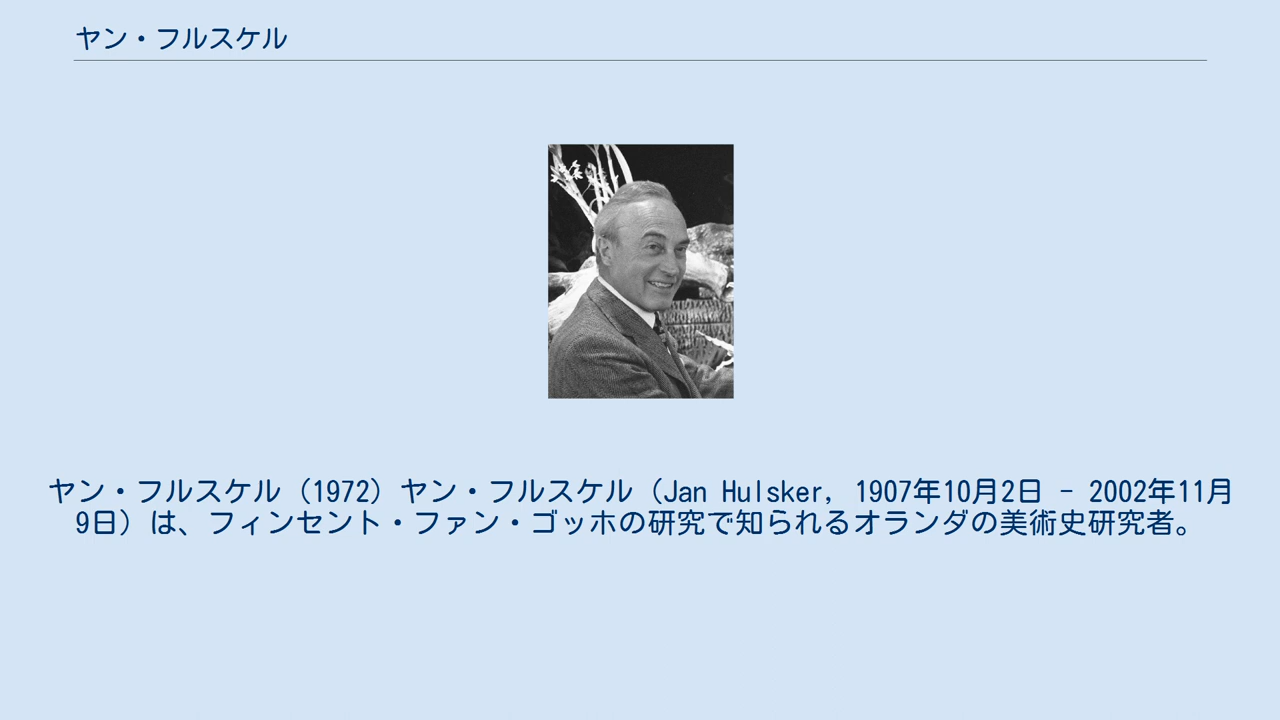 ヤン・フルスケル
ヤン・フルスケル（1972）ヤン・フルスケル（Jan Hulsker, 1907年10月2日 - 2002年11月
9日）は、フィンセント・ファン・ゴッホの研究で知られるオランダの美術史研究者。